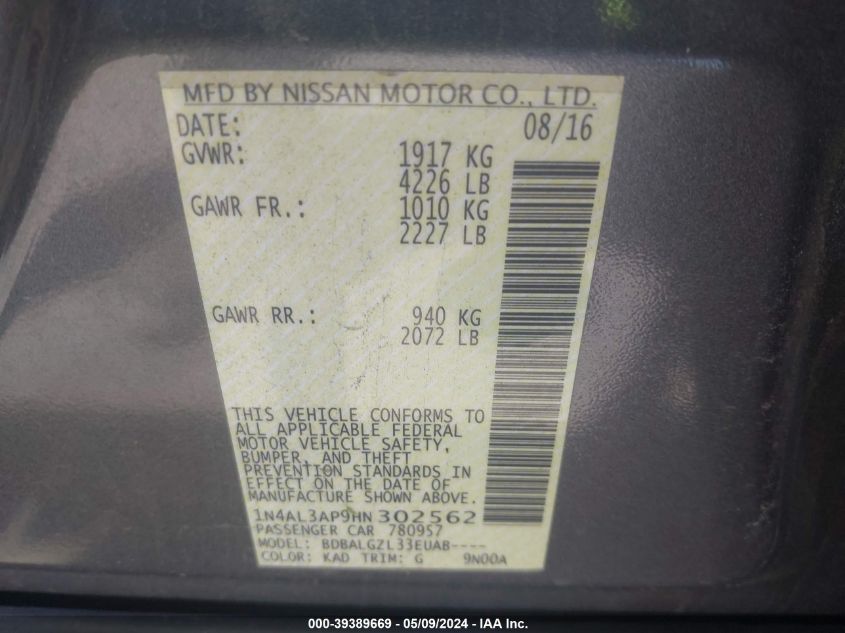 MFD BY NISSAN MOTOR CO., LTD.
DATE: 08/16
GVWR: 1917 KG
4226 LB
GAWR FR.: 1010 KG
2227 LB
GAWR RR.: 940 KG
2072 LB
THIS VEHICLE CONFORMS TO
ALL APPLICABLE FEDERAL
MOTOR VEHICLE SAFETY,
BUMPER, AND THEFT
PREVENTION STANDARDS IN
EFFECT ON THE DATE OF
MANUFACTURE SHOWN ABOVE.
1N4AL3AP9HN302562
PASSENGER CAR 780957
MODEL: BDBALGZL33EUAB----
COLOR: KAD TRIM: G 9N00A
000-39389669 - 05/09/2024 - IAA Inc.